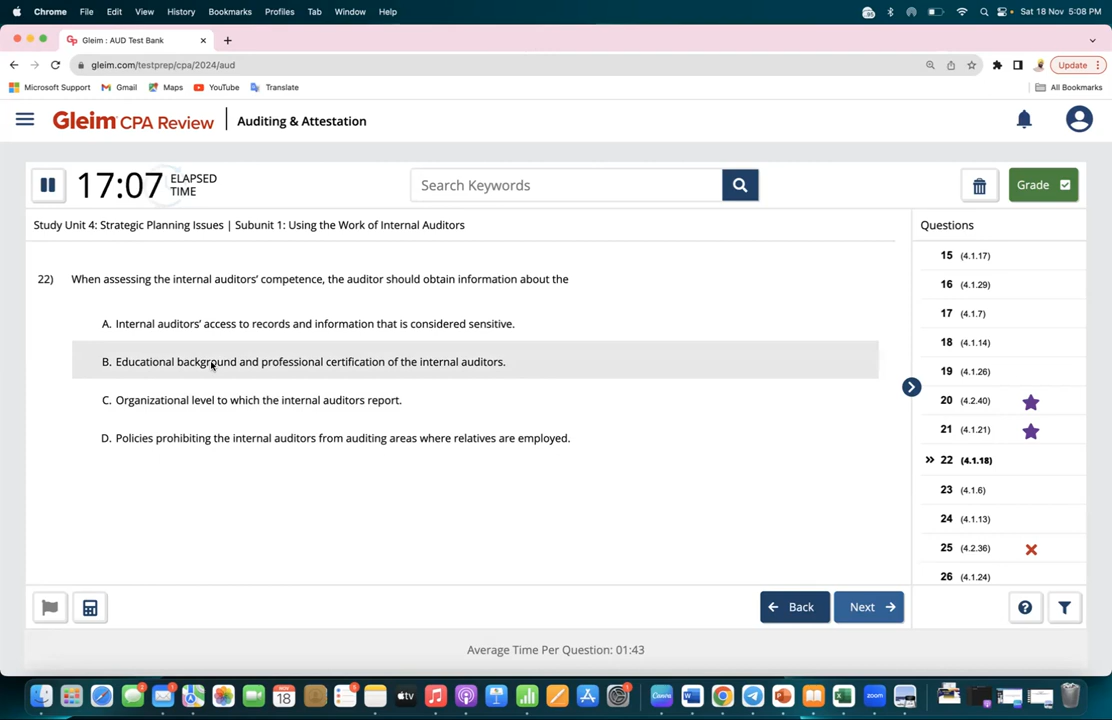 Chrome File Edit View History Bookmarks Profiles Tab Window Help Sat 18 Nov 5:08 PM
Gleim : AUD Test Bank
gleim.com/testprep/cpa/2024/aud Update
Microsoft Support Gmail Maps YouTube Translate All Bookmarks
Gleim CPA Review Auditing & Attestation
17:07 ELAPSED TIME
Search Keywords
Grade
Study Unit 4: Strategic Planning Issues | Subunit 1: Using the Work of Internal Auditors
22) When assessing the internal auditors' competence, the auditor should obtain information about the
A. Internal auditors' access to records and information that is considered sensitive.
B. Educational background and professional certification of the internal auditors.
C. Organizational level to which the internal auditors report.
D. Policies prohibiting the internal auditors from auditing areas where relatives are employed.
Questions
15 (4.1.17)
16 (4.1.29)
17 (4.1.7)
18 (4.1.14)
19 (4.1.26)
20 (4.2.40)
21 (4.1.21)
» 22 (4.1.18)
23 (4.1.6)
24 (4.1.13)
25 (4.2.36)
26 (4.1.24)
Back Next
Average Time Per Question: 01:43
NOV
18
tv
zoom